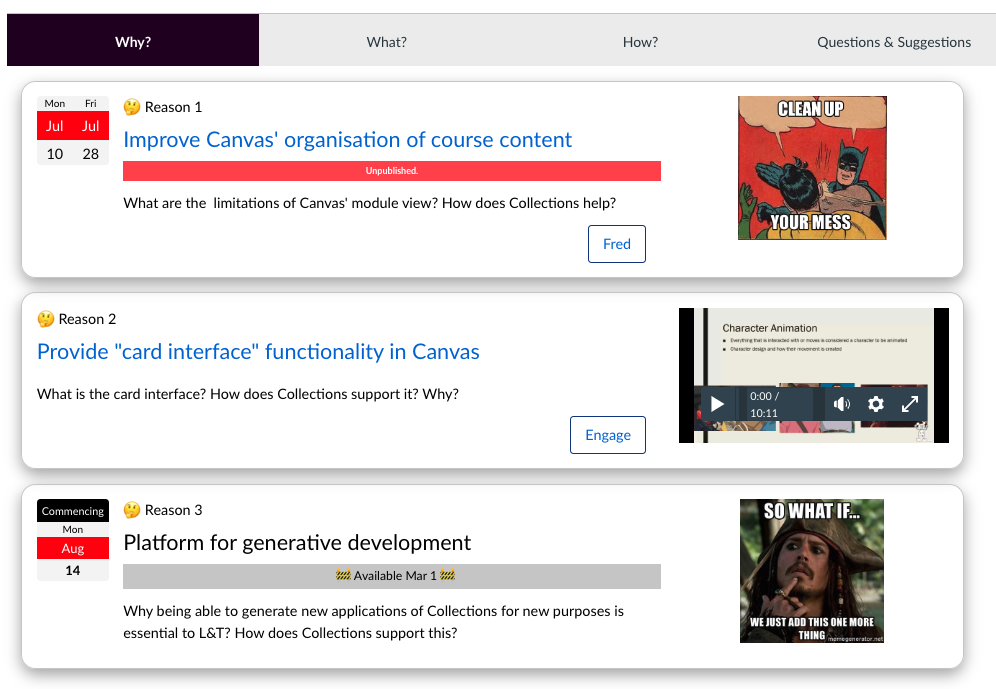 Why? What? How? Questions & Suggestions
Mon Fri
Jul Jul
10 28
🤔 Reason 1
Improve Canvas' organisation of course content
Unpublished.
What are the limitations of Canvas' module view? How does Collections help?
Fred
CLEAN UP
YOUR MESS
🤔 Reason 2
Provide "card interface" functionality in Canvas
What is the card interface? How does Collections support it? Why?
Engage
Character Animation
Everything that is interacted with or moves is considered a character to be animated
Character design and how their movement is created
0:00 /
10:11
Commencing
Mon
Aug
14
🤔 Reason 3
Platform for generative development
🚧 Available Mar 1 🚧
Why being able to generate new applications of Collections for new purposes is
essential to L&T? How does Collections support this?
SO WHAT IF...
WE JUST ADD THIS ONE MORE
THING
memegenerator.net